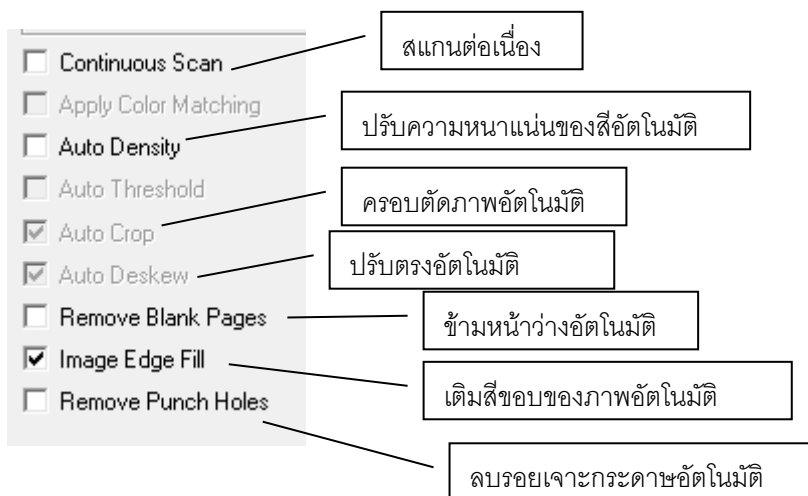 Continuous Scan
สแกนต่อเนื่อง
Apply Color Matching
Auto Density
ปรับความหนาแน่นของสีอัตโนมัติ
Auto Threshold
Auto Crop
ครอบตัดภาพอัตโนมัติ
Auto Deskew
ปรับตรงอัตโนมัติ
Remove Blank Pages
ข้ามหน้าว่างอัตโนมัติ
Image Edge Fill
เติมสีขอบของภาพอัตโนมัติ
Remove Punch Holes
ลบรอยเจาะกระดาษอัตโนมัติ